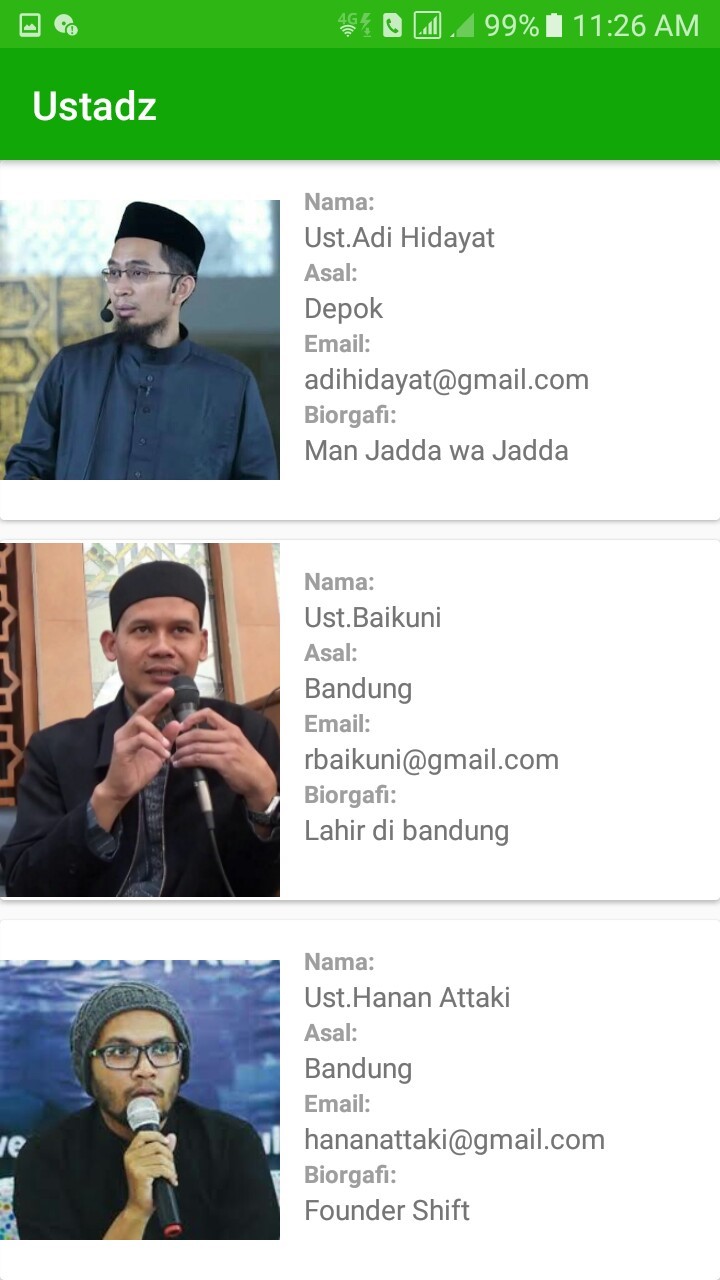 4G
99% 11:26 AM
Ustadz
Nama:
Ust.Adi Hidayat
Asal:
Depok
Email:
adihidayat@gmail.com
Biorgafi:
Man Jadda wa Jadda
Nama:
Ust.Baikuni
Asal:
Bandung
Email:
rbaikuni@gmail.com
Biorgafi:
Lahir di bandung
Nama:
Ust.Hanan Attaki
Asal:
Bandung
Email:
hananattaki@gmail.com
Biorgafi:
Founder Shift